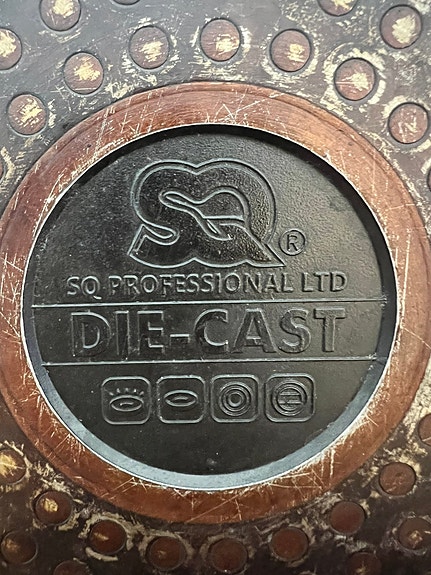 SQ
®
SQ PROFESSIONAL LTD
DIE-CAST